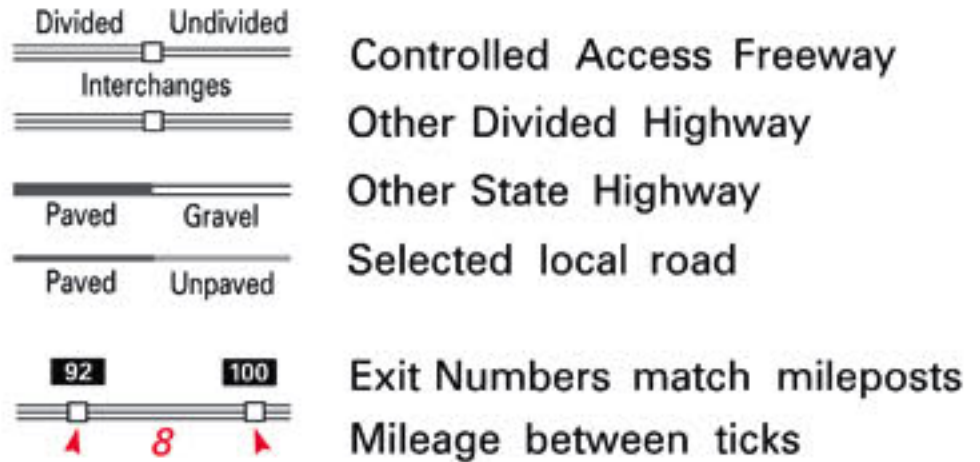 Divided Undivided
Controlled Access Freeway
Interchanges
Other Divided Highway
Other State Highway
Paved Gravel
Selected local road
Paved Unpaved
92 100
Exit Numbers match mileposts
8
Mileage between ticks